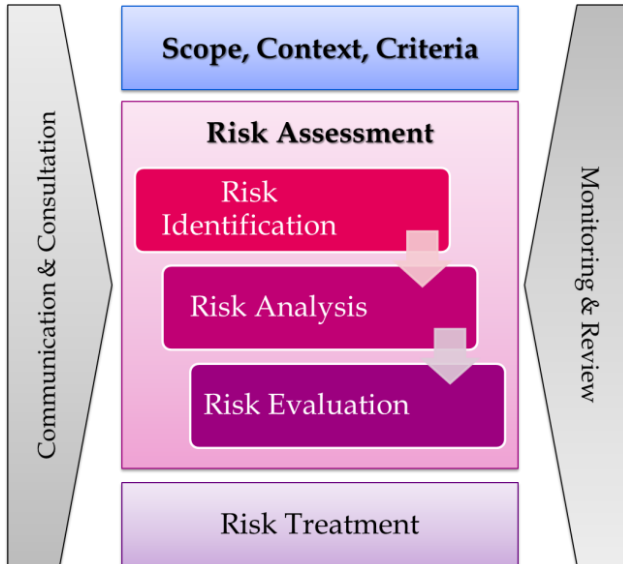 Scope, Context, Criteria
Communication & Consultation
Risk Assessment
Risk
Identification
Risk Analysis
Risk Evaluation
Monitoring & Review
Risk Treatment